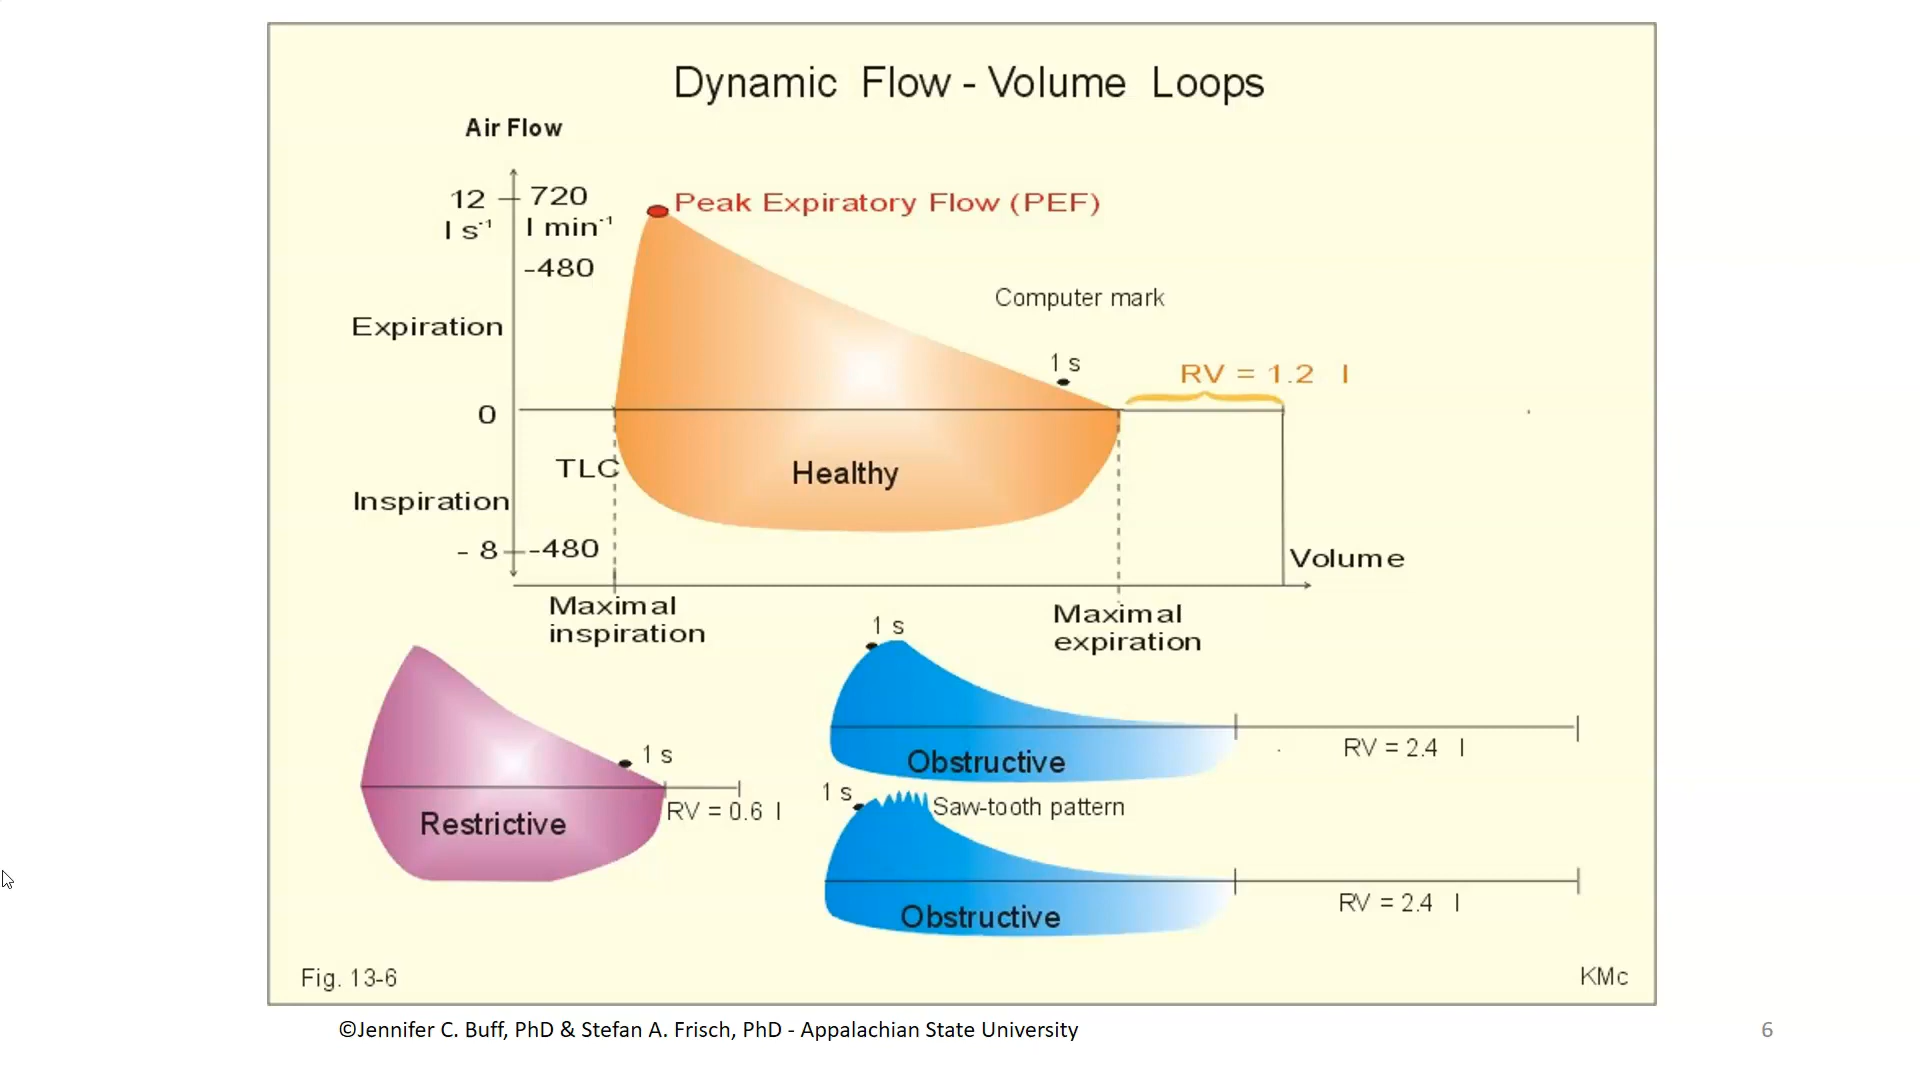 Dynamic Flow - Volume Loops
Air Flow
12
720
l s⁻¹
l min⁻¹
Peak Expiratory Flow (PEF)
-480
Computer mark
Expiration
1 s
RV = 1.2 l
0
TLC
Healthy
Inspiration
- 8
-480
Volume
Maximal
inspiration
Maximal
expiration
1 s
Restrictive
RV = 0.6 l
1 s
Obstructive
RV = 2.4 l
1 s
Saw-tooth pattern
Obstructive
RV = 2.4 l
Fig. 13-6
KMc
©Jennifer C. Buff, PhD & Stefan A. Frisch, PhD - Appalachian State University
6